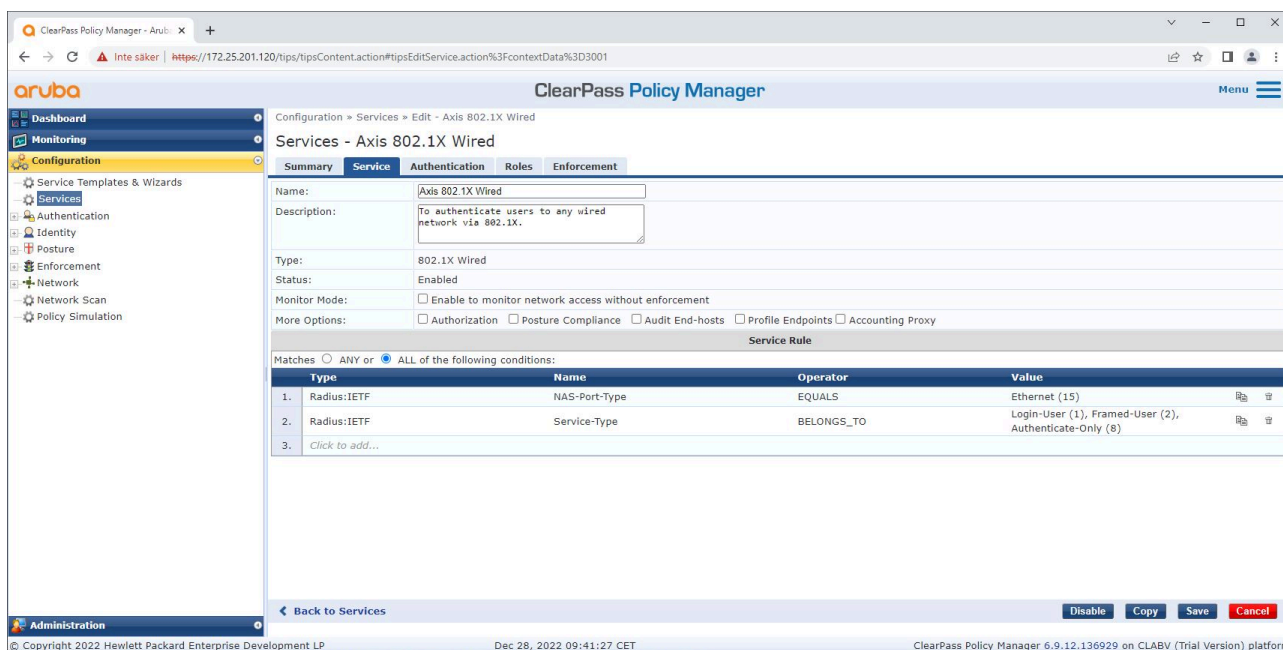 ClearPass Policy Manager - Arub
Inte säker | https://172.25.201.120/tips/tipsContent.action#tipsEditService.action%3FcontextData%3D3001
aruba
ClearPass Policy Manager
Menu
Dashboard
Monitoring
Configuration
Service Templates & Wizards
Services
Authentication
Identity
Posture
Enforcement
Network
Network Scan
Policy Simulation
Administration
Configuration » Services » Edit - Axis 802.1X Wired
Services - Axis 802.1X Wired
Summary Service Authentication Roles Enforcement
Name: Axis 802.1X Wired
Description: To authenticate users to any wired
network via 802.1X.
Type: 802.1X Wired
Status: Enabled
Monitor Mode: Enable to monitor network access without enforcement
More Options: Authorization Posture Compliance Audit End-hosts Profile Endpoints Accounting Proxy
Service Rule
Matches ANY or ALL of the following conditions:
Type Name Operator Value
1. Radius:IETF NAS-Port-Type EQUALS Ethernet (15)
2. Radius:IETF Service-Type BELONGS_TO Login-User (1), Framed-User (2),
Authenticate-Only (8)
3. Click to add...
Back to Services
Disable Copy Save Cancel
© Copyright 2022 Hewlett Packard Enterprise Development LP Dec 28, 2022 09:41:27 CET ClearPass Policy Manager 6.9.12.136929 on CLABV (Trial Version) platfor